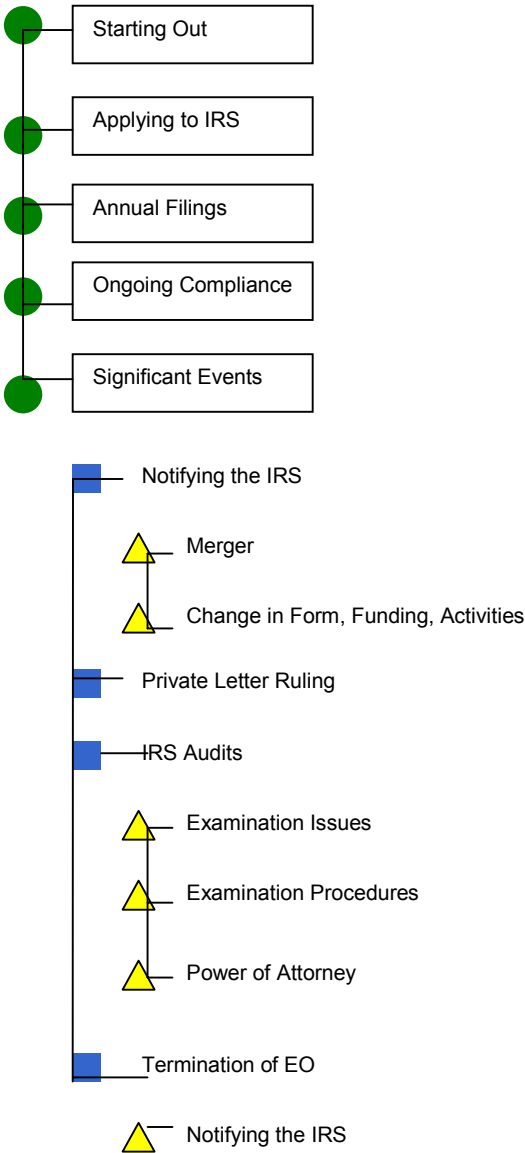 Starting Out
Applying to IRS
Annual Filings
Ongoing Compliance
Significant Events
Notifying the IRS
Merger
Change in Form, Funding, Activities
Private Letter Ruling
IRS Audits
Examination Issues
Examination Procedures
Power of Attorney
Termination of EO
Notifying the IRS